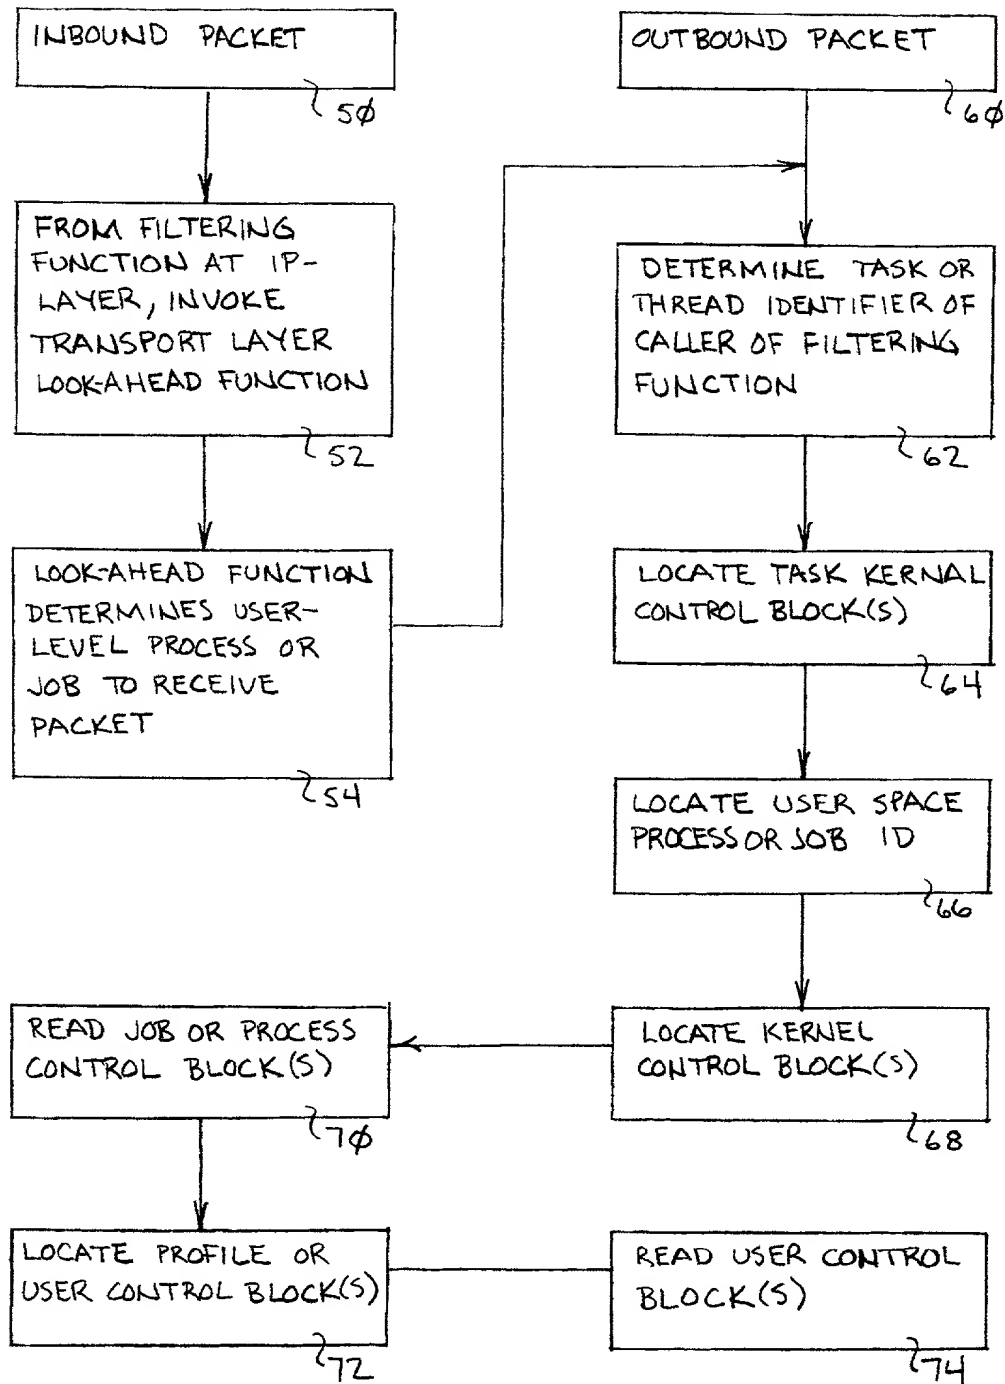 INBOUND PACKET
50
FROM FILTERING
FUNCTION AT IP-
LAYER, INVOKE
TRANSPORT LAYER
LOOK-AHEAD FUNCTION
52
LOOK-AHEAD FUNCTION
DETERMINES USER-
LEVEL PROCESS OR
JOB TO RECEIVE
PACKET
54
OUTBOUND PACKET
60
DETERMINE TASK OR
THREAD IDENTIFIER OF
CALLER OF FILTERING
FUNCTION
62
LOCATE TASK KERNAL
CONTROL BLOCK(S)
64
LOCATE USER SPACE
PROCESS OR JOB ID
66
LOCATE KERNEL
CONTROL BLOCK(S)
68
READ JOB OR PROCESS
CONTROL BLOCK(S)
70
LOCATE PROFILE OR
USER CONTROL BLOCK(S)
72
READ USER CONTROL
BLOCK(S)
74